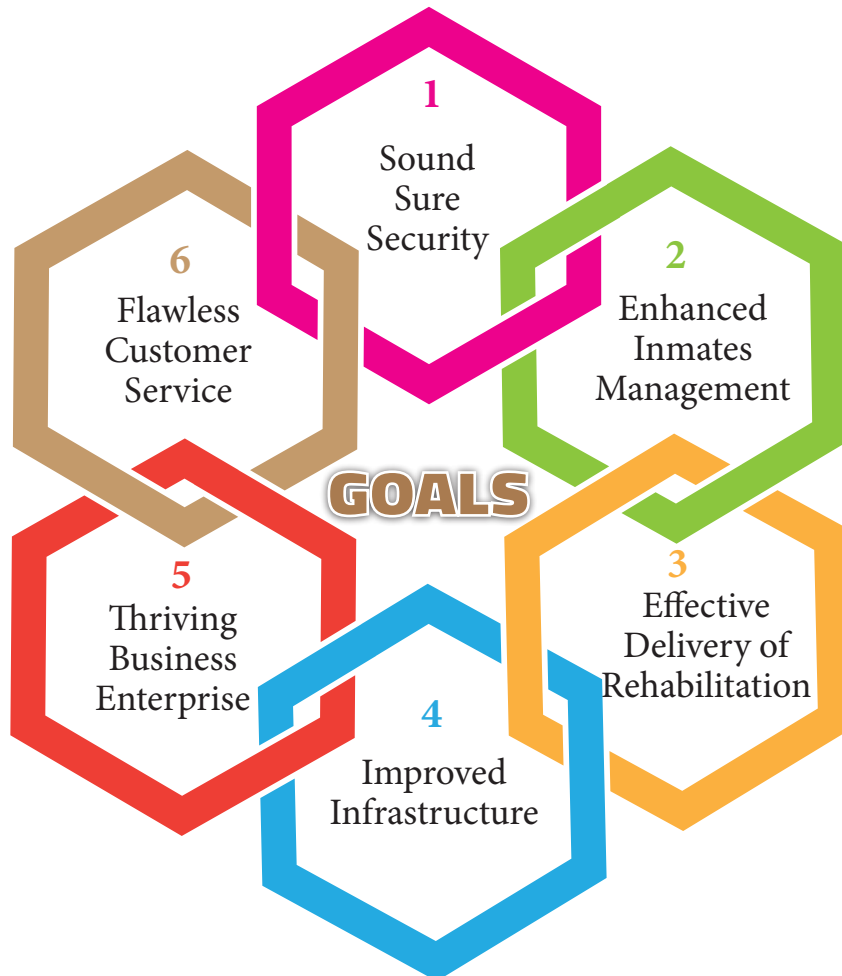 1
Sound
Sure
Security
2
Enhanced
Inmates
Management
3
Effective
Delivery of
Rehabilitation
4
Improved
Infrastructure
5
Thriving
Business
Enterprise
6
Flawless
Customer
Service
GOALS